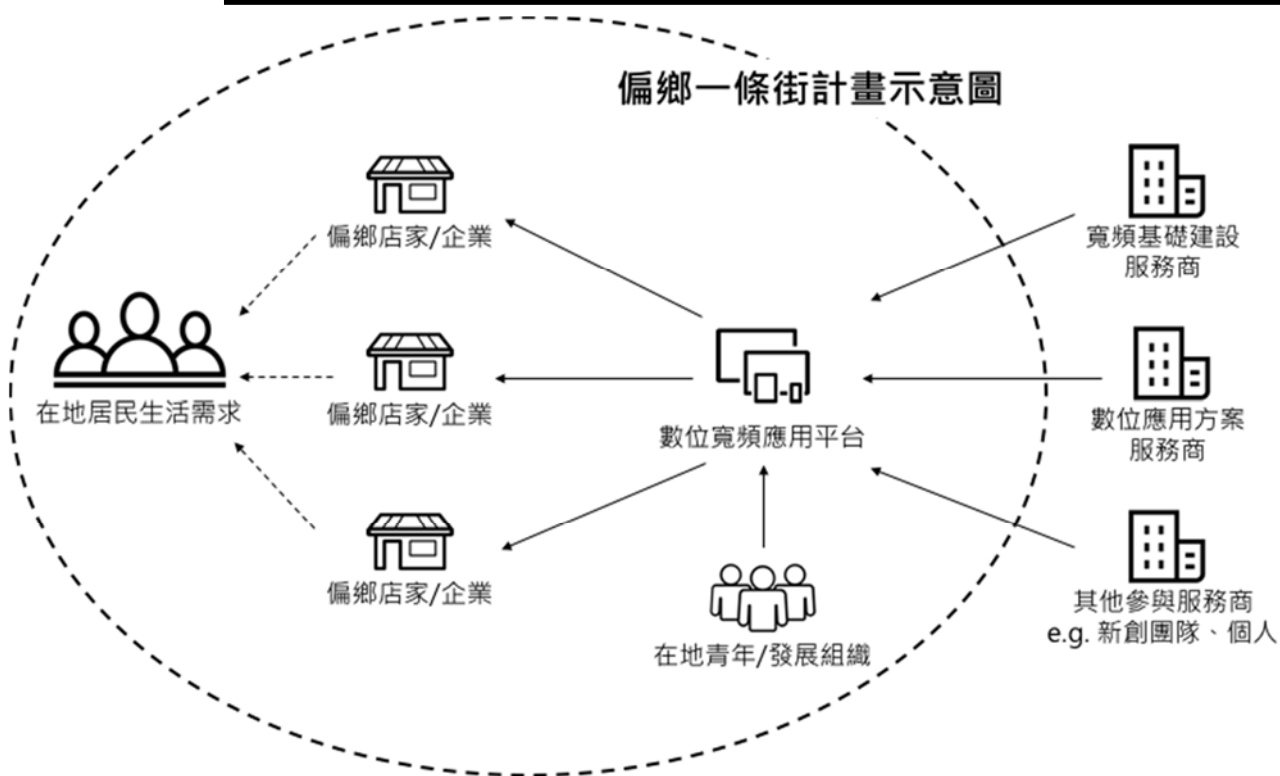 偏鄉一條街計畫示意圖
偏鄉店家/企業
寬頻基礎建設
服務商
在地居民生活需求
偏鄉店家/企業
數位寬頻應用平台
數位應用方案
服務商
偏鄉店家/企業
在地青年/發展組織
其他參與服務商
e.g. 新創團隊、個人